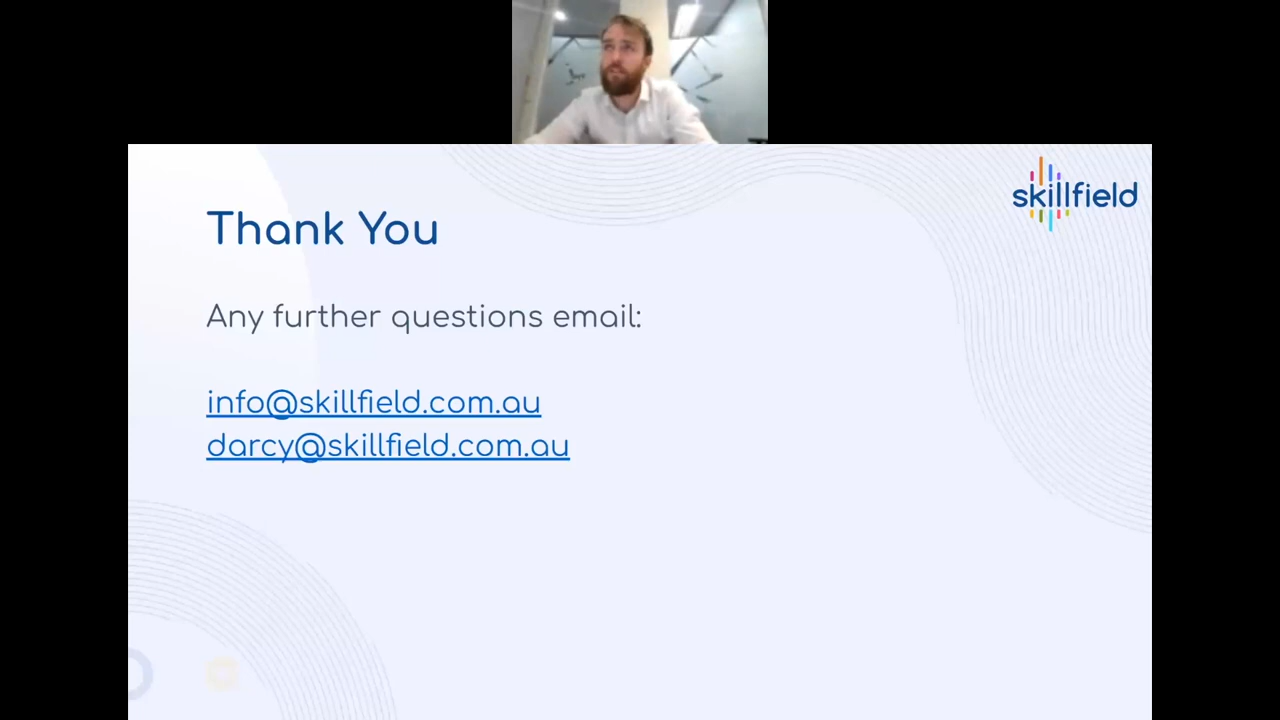 skillfield
Thank You
Any further questions email:
info@skillfield.com.au
darcy@skillfield.com.au